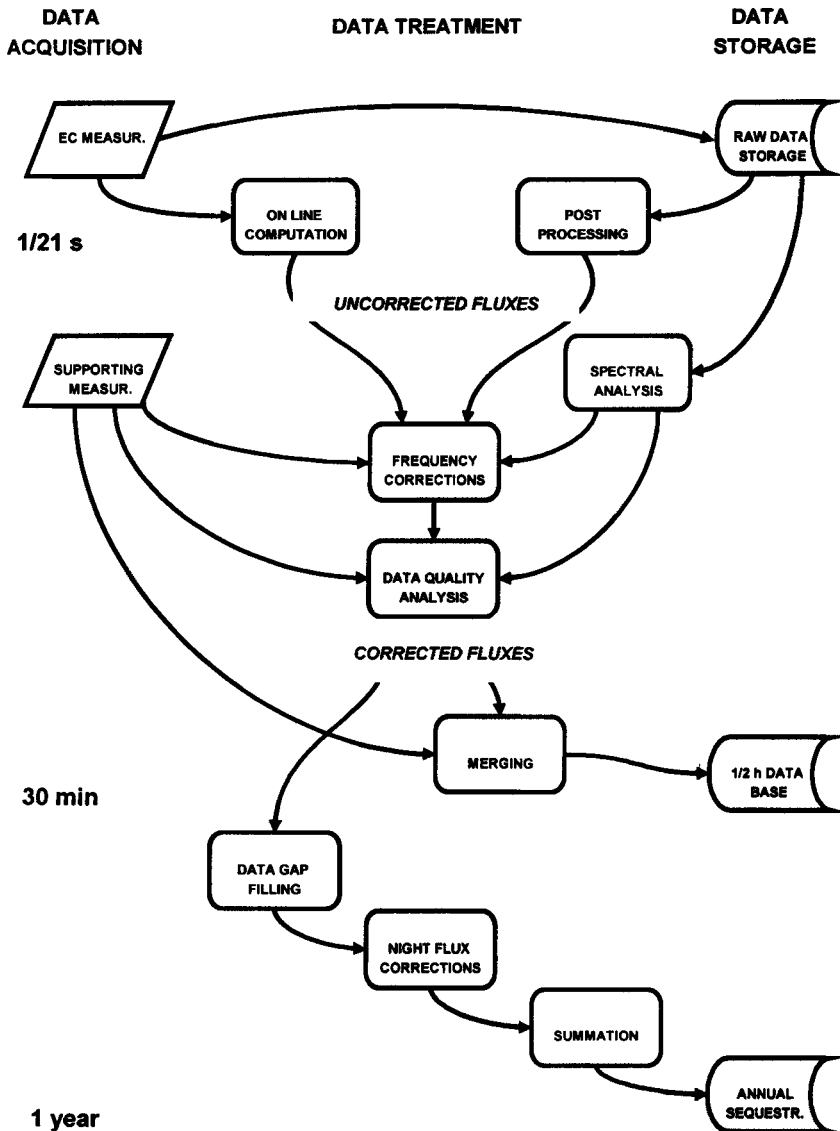 DATA
ACQUISITION
DATA TREATMENT
DATA
STORAGE
EC MEASUR.
RAW DATA
STORAGE
ON LINE
COMPUTATION
POST
PROCESSING
1/21 s
UNCORRECTED FLUXES
SUPPORTING
MEASUR.
SPECTRAL
ANALYSIS
FREQUENCY
CORRECTIONS
DATA QUALITY
ANALYSIS
CORRECTED FLUXES
MERGING
1/2 h DATA
BASE
30 min
DATA GAP
FILLING
NIGHT FLUX
CORRECTIONS
SUMMATION
ANNUAL
SEQUESTR.
1 year